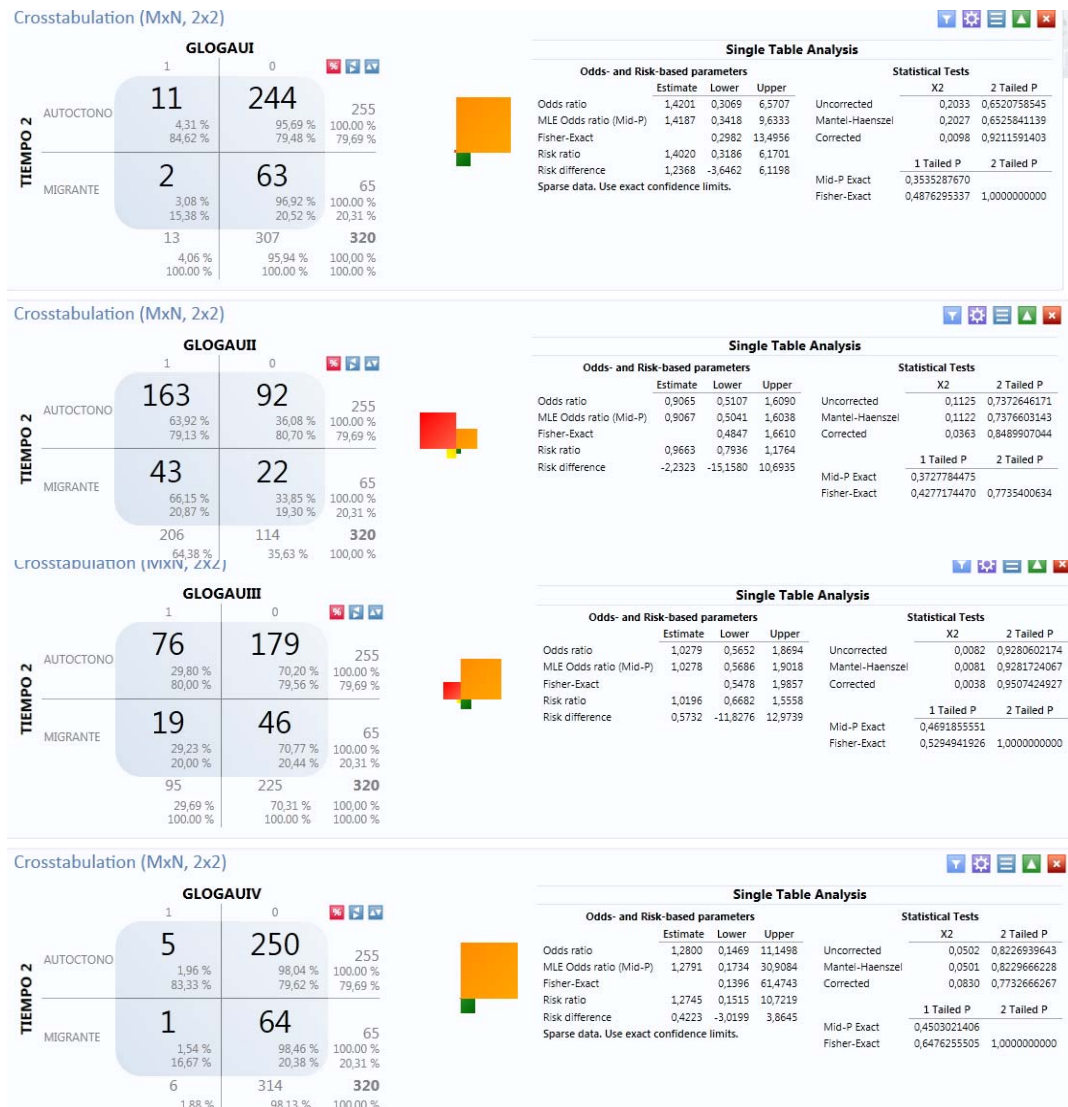 Crosstabulation (MxN, 2x2)
GLOGAUI
1 0 %
TIEMPO 2
AUTOCTONO 11 244 255
4,31 % 95,69 % 100.00 %
84,62 % 79,48 % 79,69 %
MIGRANTE 2 63 65
3,08 % 96,92 % 100.00 %
15,38 % 20,52 % 20,31 %
13 307 320
4,06 % 95,94 % 100,00 %
100.00 % 100.00 % 100.00 %
Single Table Analysis
Odds- and Risk-based parameters
Estimate Lower Upper
Odds ratio 1,4201 0,3069 6,5707
MLE Odds ratio (Mid-P) 1,4187 0,3418 9,6333
Fisher-Exact 0,2982 13,4956
Risk ratio 1,4020 0,3186 6,1701
Risk difference 1,2368 -3,6462 6,1198
Sparse data. Use exact confidence limits.
Statistical Tests
X2 2 Tailed P
Uncorrected 0,2033 0,6520758545
Mantel-Haenszel 0,2027 0,6525841139
Corrected 0,0098 0,9211591403
1 Tailed P 2 Tailed P
Mid-P Exact 0,3535287670
Fisher-Exact 0,4876295337 1,0000000000
Crosstabulation (MxN, 2x2)
GLOGAUII
1 0 %
TIEMPO 2
AUTOCTONO 163 92 255
63,92 % 36,08 % 100.00 %
79,13 % 80,70 % 79,69 %
MIGRANTE 43 22 65
66,15 % 33,85 % 100.00 %
20,87 % 19,30 % 20,31 %
206 114 320
64,38 % 35,63 % 100,00 %
Single Table Analysis
Odds- and Risk-based parameters
Estimate Lower Upper
Odds ratio 0,9065 0,5107 1,6090
MLE Odds ratio (Mid-P) 0,9067 0,5041 1,6038
Fisher-Exact 0,4847 1,6610
Risk ratio 0,9663 0,7936 1,1764
Risk difference -2,2323 -15,1580 10,6935
Statistical Tests
X2 2 Tailed P
Uncorrected 0,1125 0,7372646171
Mantel-Haenszel 0,1122 0,7376603143
Corrected 0,0363 0,8489907044
1 Tailed P 2 Tailed P
Mid-P Exact 0,3727784475
Fisher-Exact 0,4277174470 0,7735400634
Crosstabulation (MxN, 2x2)
GLOGAUIII
1 0 %
TIEMPO 2
AUTOCTONO 76 179 255
29,80 % 70,20 % 100.00 %
80,00 % 79,56 % 79,69 %
MIGRANTE 19 46 65
29,23 % 70,77 % 100.00 %
20,00 % 20,44 % 20,31 %
95 225 320
29,69 % 70,31 % 100,00 %
100.00 % 100.00 % 100.00 %
Single Table Analysis
Odds- and Risk-based parameters
Estimate Lower Upper
Odds ratio 1,0279 0,5652 1,8694
MLE Odds ratio (Mid-P) 1,0278 0,5686 1,9018
Fisher-Exact 0,5478 1,9857
Risk ratio 1,0196 0,6682 1,5558
Risk difference 0,5732 -11,8276 12,9739
Statistical Tests
X2 2 Tailed P
Uncorrected 0,0082 0,9280602174
Mantel-Haenszel 0,0081 0,9281724067
Corrected 0,0038 0,9507424927
1 Tailed P 2 Tailed P
Mid-P Exact 0,4691855551
Fisher-Exact 0,5294941926 1,0000000000
Crosstabulation (MxN, 2x2)
GLOGAUIV
1 0 %
TIEMPO 2
AUTOCTONO 5 250 255
1,96 % 98,04 % 100.00 %
83,33 % 79,62 % 79,69 %
MIGRANTE 1 64 65
1,54 % 98,46 % 100.00 %
16,67 % 20,38 % 20,31 %
6 314 320
1,88 % 98,13 % 100,00 %
Single Table Analysis
Odds- and Risk-based parameters
Estimate Lower Upper
Odds ratio 1,2800 0,1469 11,1498
MLE Odds ratio (Mid-P) 1,2791 0,1734 30,9084
Fisher-Exact 0,1396 61,4743
Risk ratio 1,2745 0,1515 10,7219
Risk difference 0,4223 -3,0199 3,8645
Sparse data. Use exact confidence limits.
Statistical Tests
X2 2 Tailed P
Uncorrected 0,0502 0,8226939643
Mantel-Haenszel 0,0501 0,8229666228
Corrected 0,0830 0,7732666267
1 Tailed P 2 Tailed P
Mid-P Exact 0,4503021406
Fisher-Exact 0,6476255505 1,0000000000